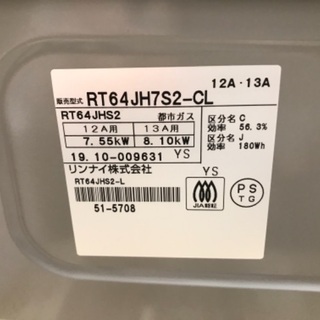 12A・13A
販売型式 RT64JH7S2-CL
RT64JHS2 都市ガス 区分名 C
12A用 13A用 効率 56.3%
7.55kW 8.10kW 区分名 J
19.10-009631 YS 効率 180Wh
リンナイ株式会社 YS
RT64JHS2-L
51-5708
JIA認証
PS
TG